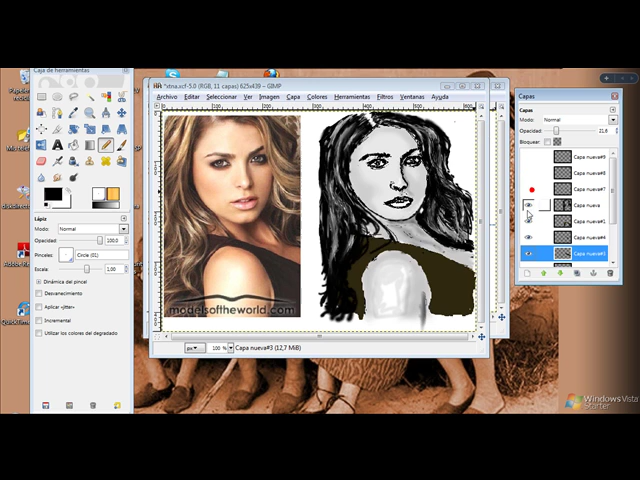 Caja de herramientas
*xtna.xcf-5.0 (RGB, 11 capas) 625x439 – GIMP
Archivo Editar Seleccionar Ver Imagen Capa Colores Herramientas Filtros Ventanas Ayuda
modelsoftheworld.com
px 100 % Capa nueva#3 (12,7 MiB)
Lápiz
Modo: Normal
Opacidad: 100,0
Pinceles: Circle (01)
Escala: 1,00
Dinámica del pincel
Desvanecimiento
Aplicar «jitter»
Incremental
Utilizar los colores del degradado
Capas
Capas
Modo: Normal
Opacidad: 21,6
Bloquear:
Capa nueva#9
Capa nueva#8
Capa nueva#7
Capa nueva
Capa nueva#2
Capa nueva#4
Capa nueva#3
Windows Vista
Starter